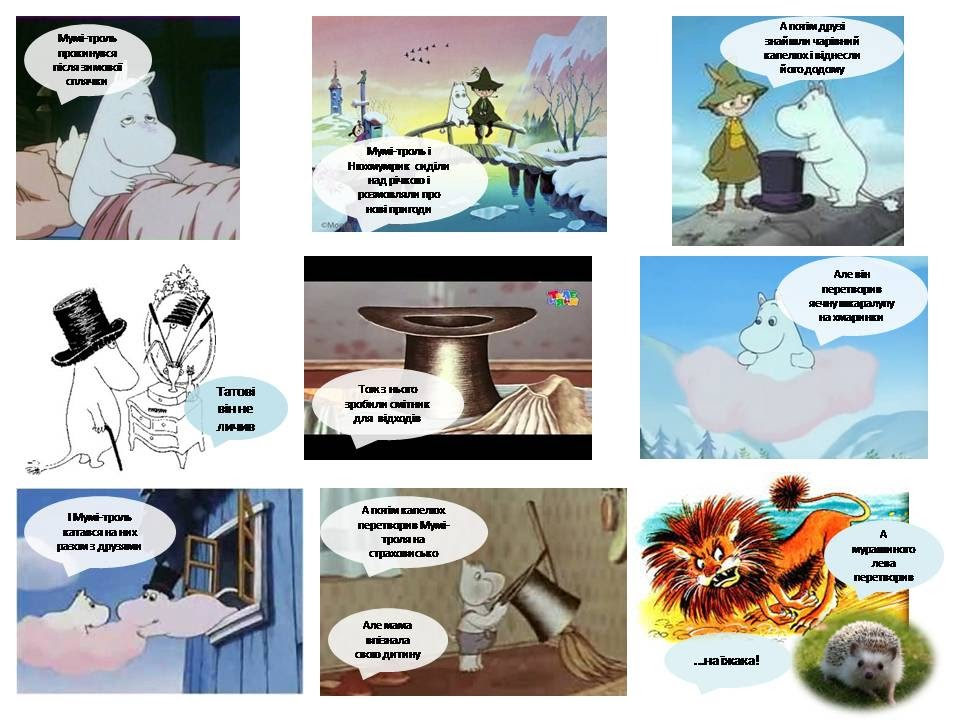 Мумі-троль
прокинувся
після зимової
сплячки
Мумі-троль і
Нюхмумрик сиділи
над річкою і
розмовляли про
нові пригоди
А потім друзі
знайшли чарівний
капелюх і віднесли
його додому
Татові
він не
личив
Тож з нього
зробили смітник
для відходів
Але він
перетворив
яєчну шкаралупу
на хмаринки
І Мумі-троль
катався на них
разом з друзями
А потім капелюх
перетворив Мумі-
троля на
страховисько
Але мама
впізнала
свою дитину
А
мурашиного
лева
перетворив
...на їжака!